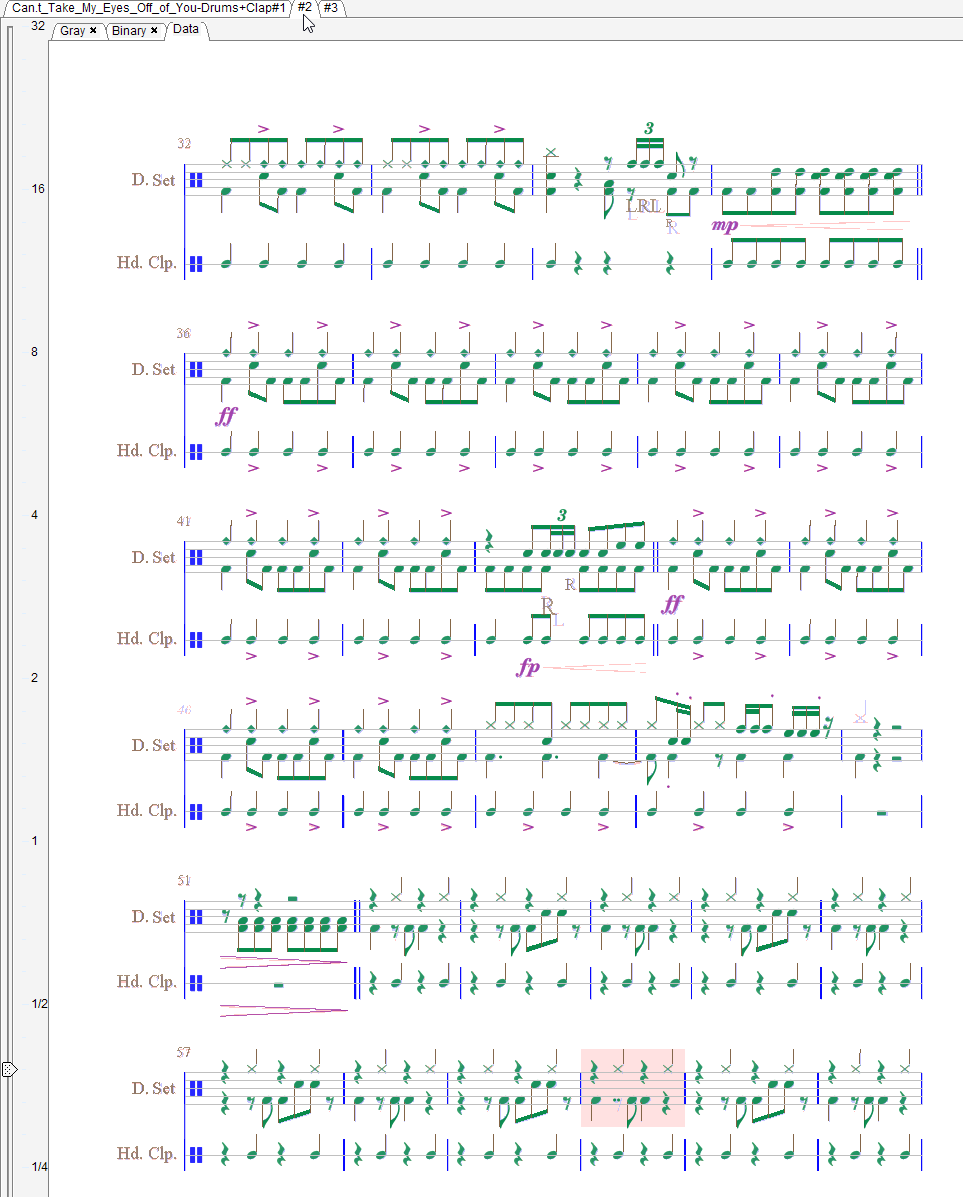 Can.t_Take_My_Eyes_Off_of_You-Drums+Clap#1 #2 #3
Gray × Binary × Data
32
16
8
4
2
1
1/2
1/4
3
32
D. Set
LRL
L
R
R
mp
Hd. Clp.
36
D. Set
ff
Hd. Clp.
3
41
D. Set
R
R
L
ff
Hd. Clp.
fp
46
D. Set
Hd. Clp.
51
D. Set
Hd. Clp.
57
D. Set
Hd. Clp.